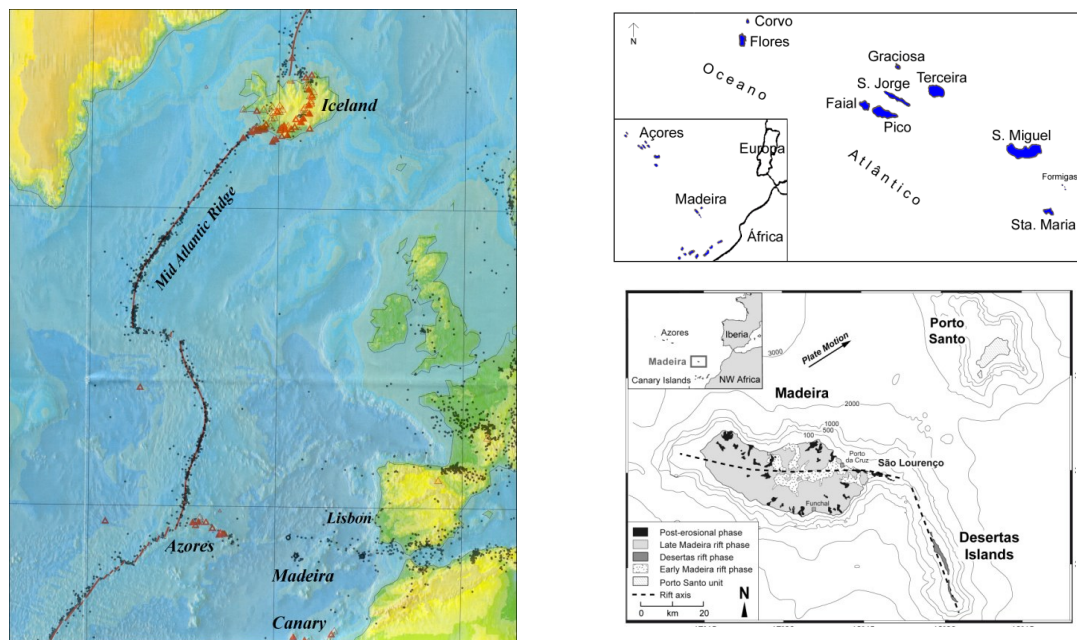 Iceland
Mid Atlantic Ridge
Lisbon
Azores
Madeira
Canary
N
Corvo
Flores
Graciosa
S. Jorge
Terceira
Faial
Pico
S. Miguel
Formigas
Sta. Maria
Oceano
Atlântico
Açores
Europa
Madeira
África
Azores
Iberia
Madeira
Canary Islands
NW Africa
3000
Plate Motion
Porto
Santo
Madeira
2000
1000
500
100
Porto
da Cruz
São Lourenço
Funchal
Desertas
Islands
Post-erosional phase
Late Madeira rift phase
Desertas rift phase
Early Madeira rift phase
Porto Santo unit
Rift axis
0 km 20
N